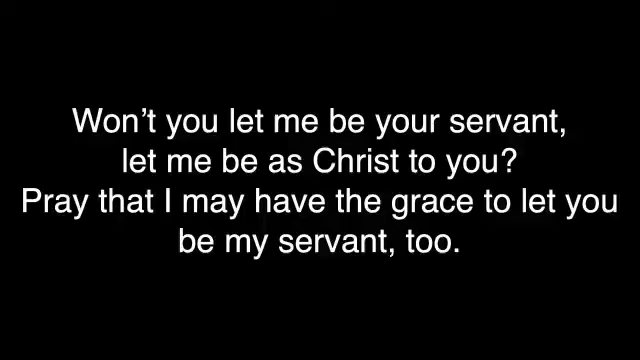 Won’t you let me be your servant,
let me be as Christ to you?
Pray that I may have the grace to let you
be my servant, too.